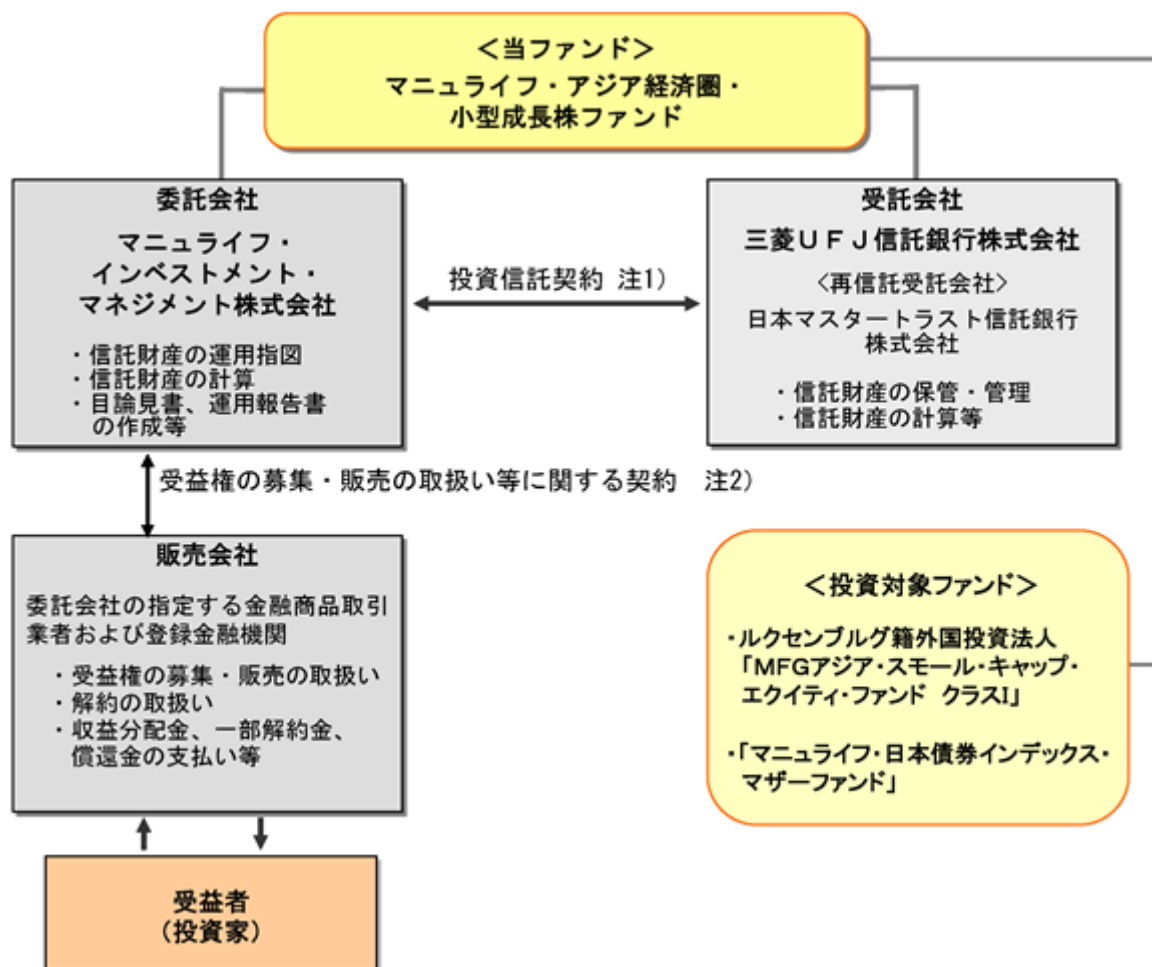 <当ファンド>
マニュライフ・アジア経済圏・
小型成長株ファンド
委託会社
マニュライフ・
インベストメント・
マネジメント株式会社
・信託財産の運用指図
・信託財産の計算
・目論見書、運用報告書
の作成等
投資信託契約 注1)
受託会社
三菱UFJ信託銀行株式会社
〈再信託受託会社〉
日本マスタートラスト信託銀行
株式会社
・信託財産の保管・管理
・信託財産の計算等
受益権の募集・販売の取扱い等に関する契約 注2)
販売会社
委託会社の指定する金融商品取引
業者および登録金融機関
・受益権の募集・販売の取扱い
・解約の取扱い
・収益分配金、一部解約金、
償還金の支払い等
<投資対象ファンド>
・ルクセンブルグ籍外国投資法人
「MFGアジア・スモール・キャップ・
エクイティ・ファンド クラスI」
・「マニュライフ・日本債券インデックス・
マザーファンド」
受益者
(投資家)